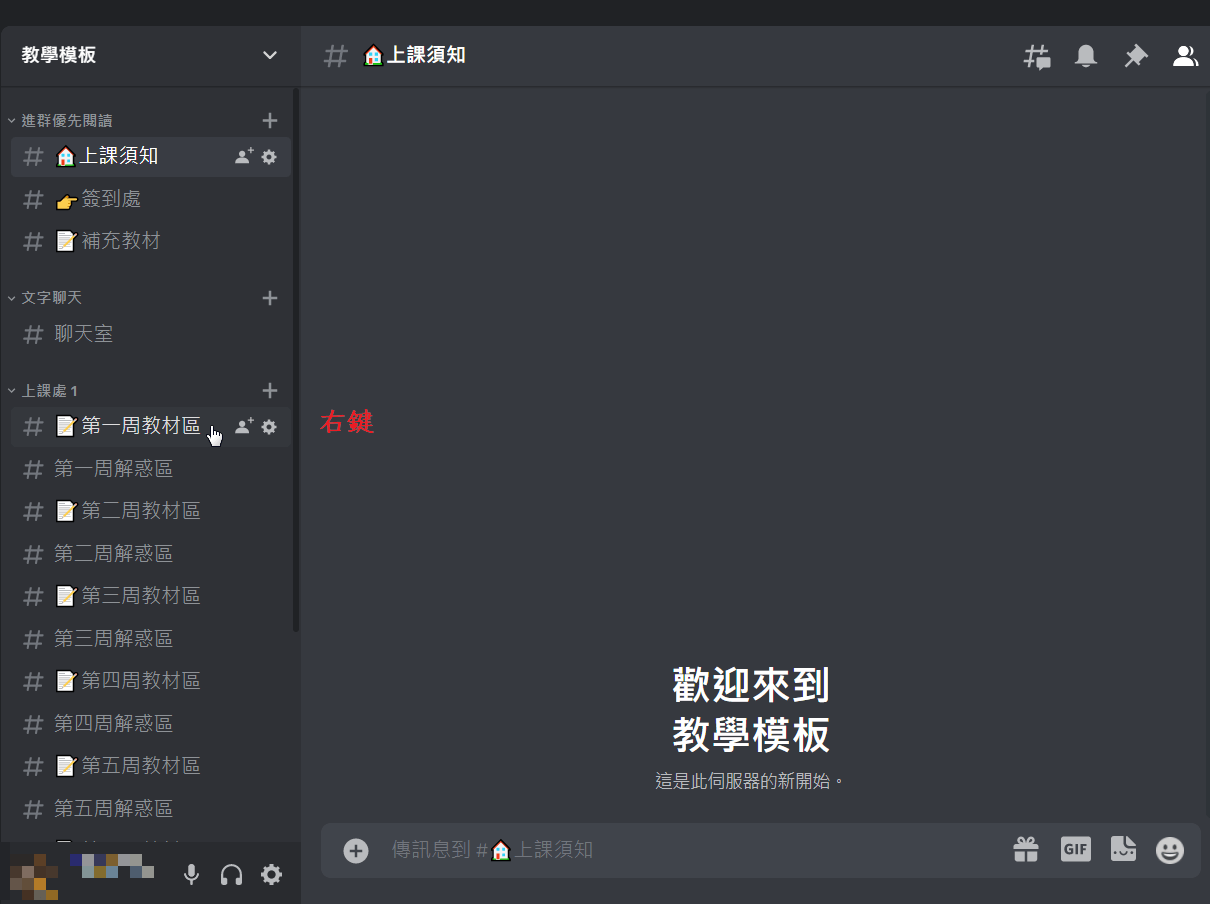 教學模板
# 🏠上課須知
進群優先閱讀
# 🏠上課須知
# 👉簽到處
# 📝補充教材
文字聊天
# 聊天室
上課處 1
# 📝第一周教材區
右鍵
# 第一周解惑區
# 📝第二周教材區
# 第二周解惑區
# 📝第三周教材區
# 第三周解惑區
# 📝第四周教材區
# 第四周解惑區
# 📝第五周教材區
# 第五周解惑區
歡迎來到
教學模板
這是此伺服器的新開始。
傳訊息到 #🏠上課須知
GIF